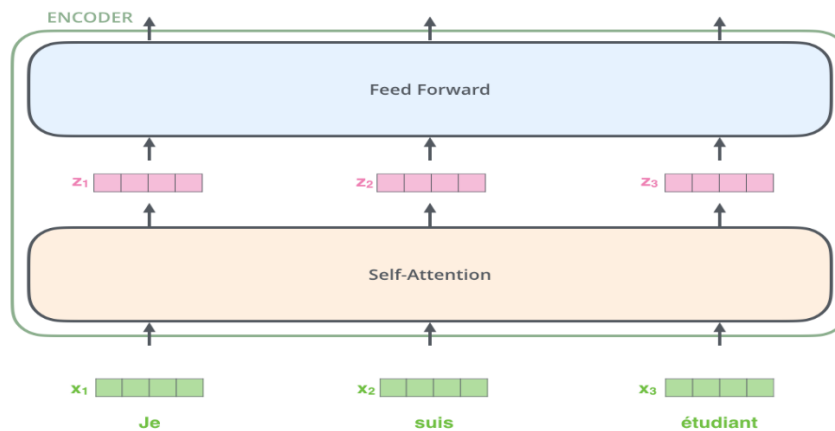 ENCODER
Feed Forward
z₁ z₂ z₃
Self-Attention
x₁ x₂ x₃
Je suis étudiant